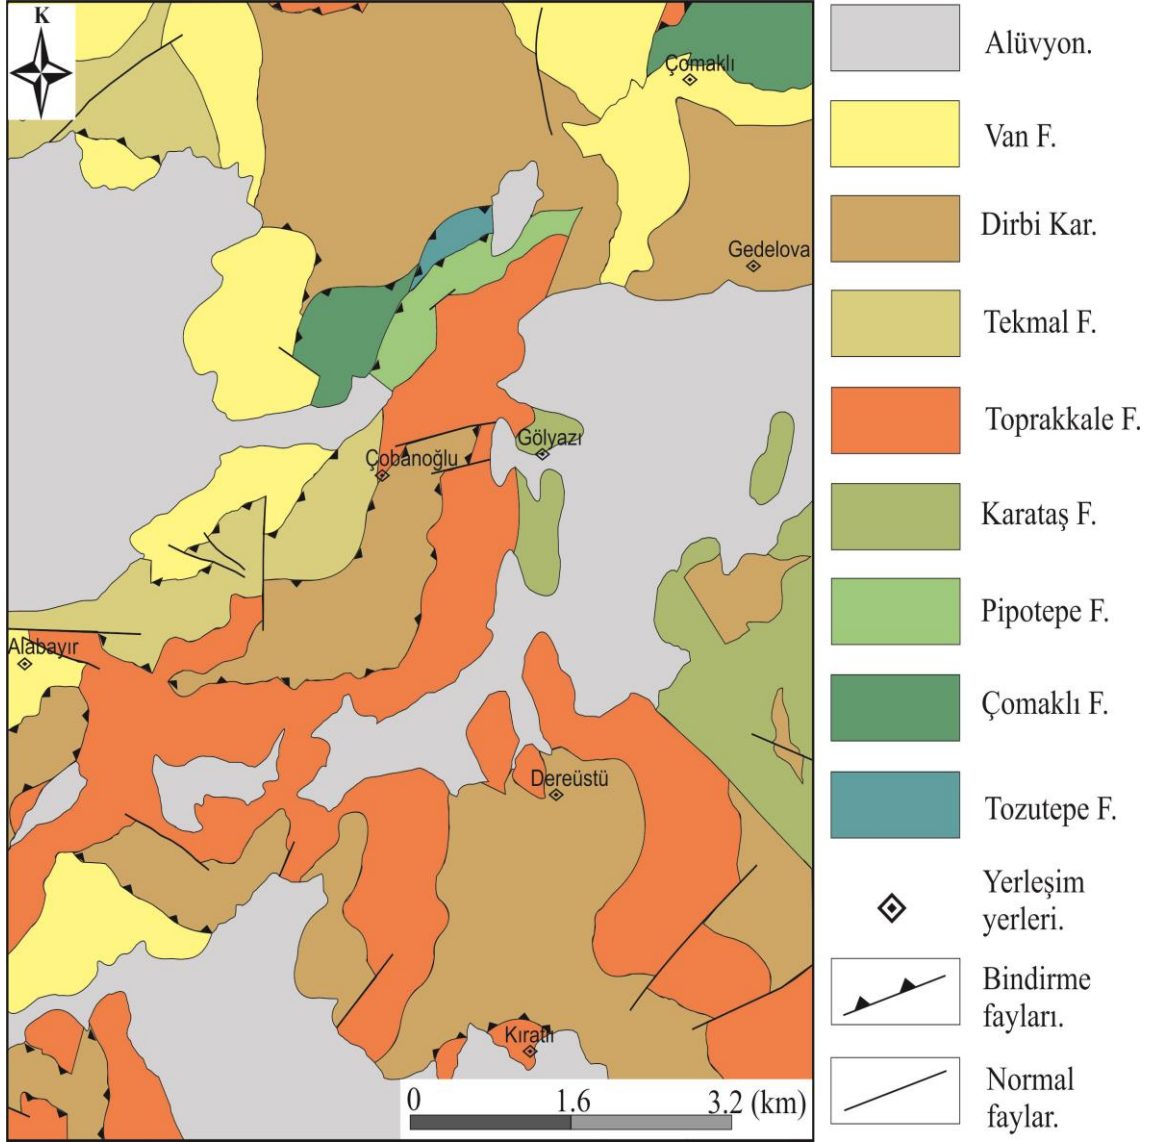 K
Çomaklı
Gedelova
Gölyazı
Çobanoğlu
Alabayır
Dereüstü
Kıratlı
0 1.6 3.2 (km)
Alüvyon.
Van F.
Dirbi Kar.
Tekmal F.
Toprakkale F.
Karataş F.
Pipotepe F.
Çomaklı F.
Tozutepe F.
Yerleşim
yerleri.
Bindirme
fayları.
Normal
faylar.